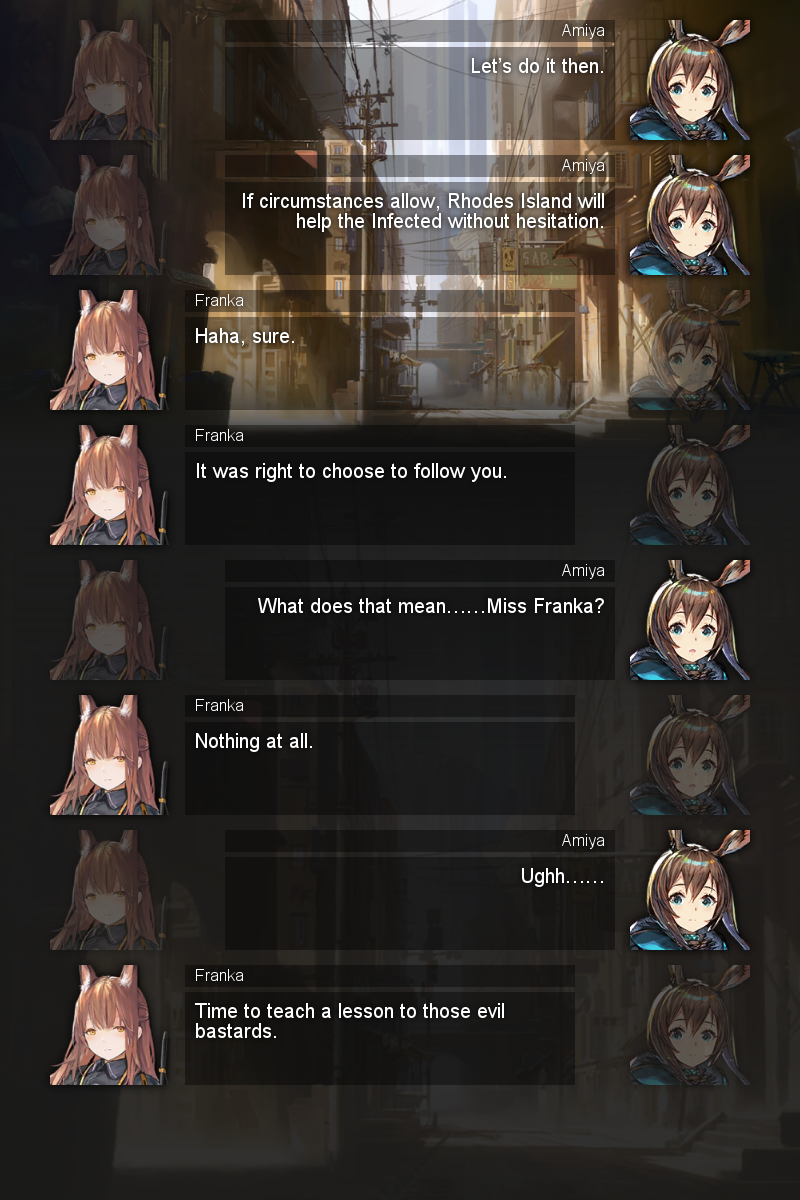 Amiya
Let's do it then.
Amiya
If circumstances allow, Rhodes Island will
help the Infected without hesitation.
Franka
Haha, sure.
Franka
It was right to choose to follow you.
Amiya
What does that mean……Miss Franka?
Franka
Nothing at all.
Amiya
Ughh……
Franka
Time to teach a lesson to those evil
bastards.